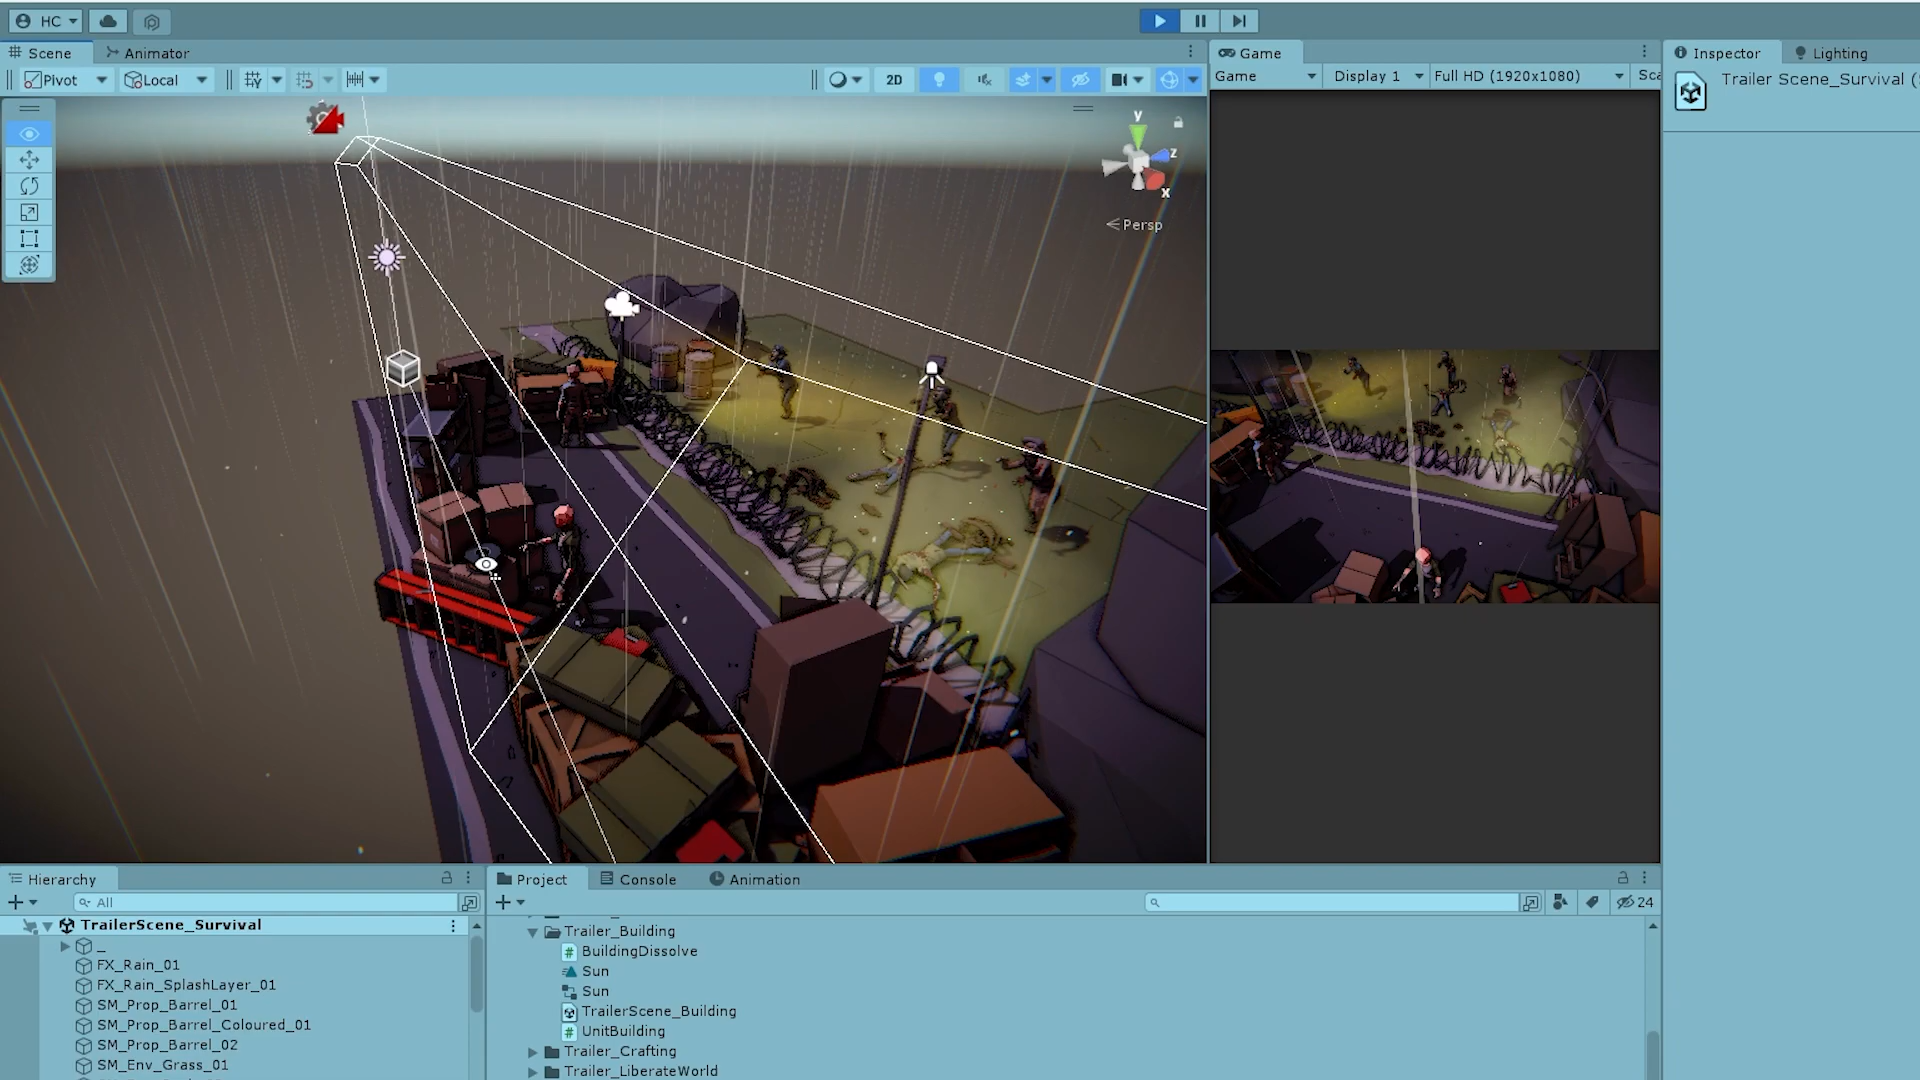 HC
Scene
Animator
Game
Inspector
Lighting
Pivot
Local
2D
Game
Display 1
Full HD (1920x1080)
Sca
Trailer Scene_Survival (
y
z
x
Persp
Hierarchy
Project
Console
Animation
All
24
TrailerScene_Survival
_
FX_Rain_01
FX_Rain_SplashLayer_01
SM_Prop_Barrel_01
SM_Prop_Barrel_Coloured_01
SM_Prop_Barrel_02
SM_Env_Grass_01
Trailer_Building
BuildingDissolve
Sun
Sun
TrailerScene_Building
UnitBuilding
Trailer_Crafting
Trailer_LiberateWorld